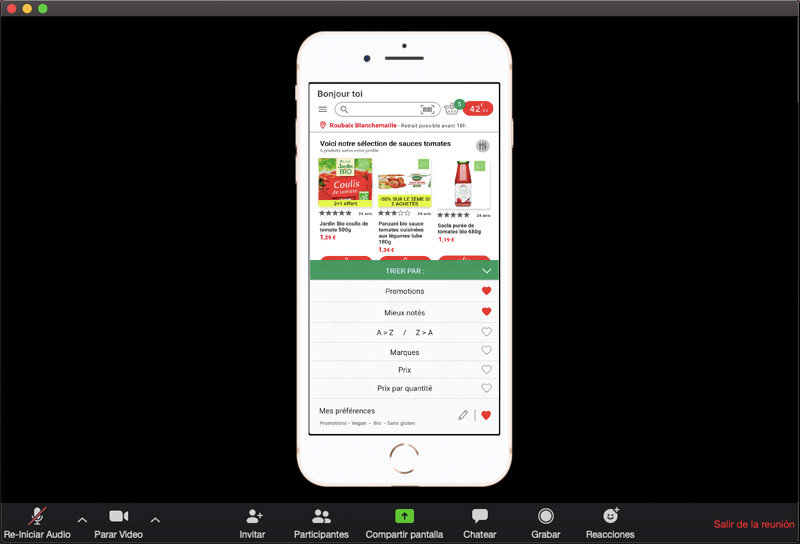 Bonjour toi
5
42€,52
Roubaix Blanchemaille - Retrait possible avant 18h
Voici notre sélection de sauces tomates
5 produits selon votre profile
Jardin BIO
Coulis
de tomate
2+1 offert
-50% SUR LE 2ÈME SI
2 ACHETÉS
24 avis
24 avis
24 avis
Jardin Bio coulis de
tomate 500g
1,29 €
Panzani bio sauce
tomates cuisinées
aux légumes tube
180g
1,34 €
Sacla purée de
tomates bio 680g
1,19 €
TRIER PAR :
Promotions
Mieux notés
A > Z / Z > A
Marques
Prix
Prix par quantité
Mes préférences
Promotions - Vegan - Bio - Sans gluten
Re-Iniciar Audio
Parar Video
Invitar
Participantes
Compartir pantalla
Chatear
Grabar
Reacciones
Salir de la reunión